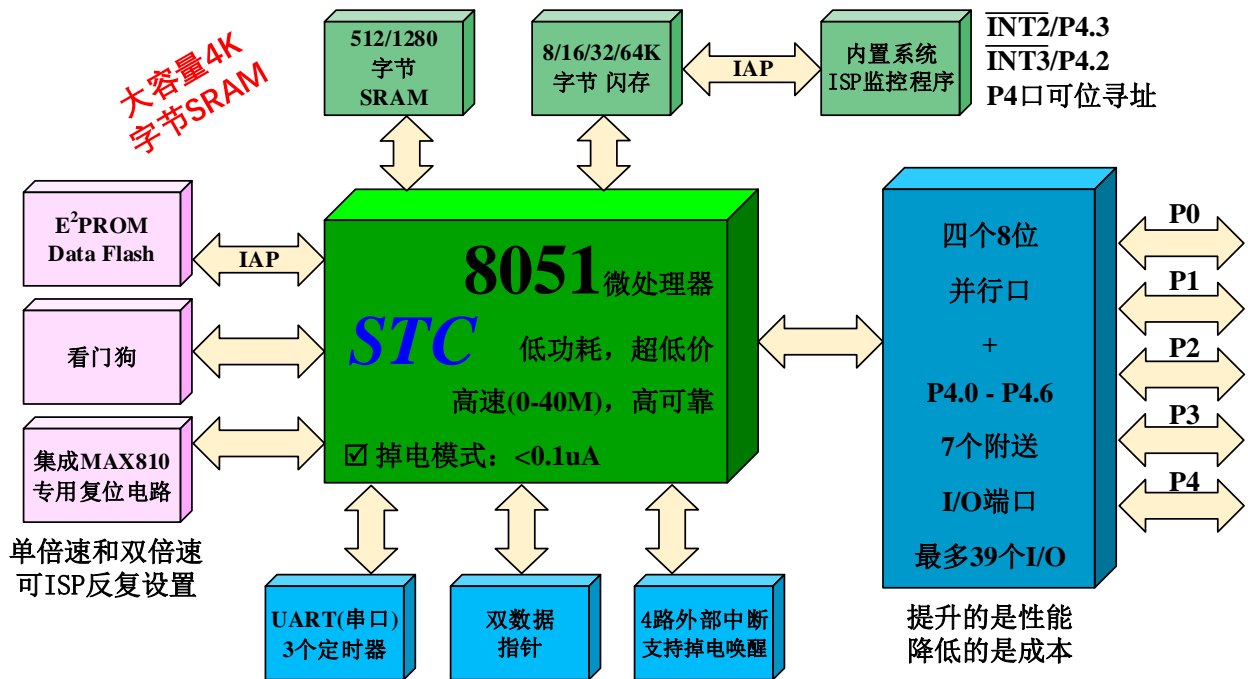 大容量4K
字节SRAM
512/1280
字节
SRAM
8/16/32/64K
字节 闪存
IAP
内置系统
ISP监控程序
INT2/P4.3
INT3/P4.2
P4口可位寻址
E²PROM
Data Flash
IAP
看门狗
集成MAX810
专用复位电路
单倍速和双倍速
可ISP反复设置
8051微处理器
STC
低功耗，超低价
高速(0-40M)，高可靠
☑ 掉电模式：<0.1uA
四个8位
并行口
+
P4.0 - P4.6
7个附送
I/O端口
最多39个I/O
P0
P1
P2
P3
P4
UART(串口)
3个定时器
双数据
指针
4路外部中断
支持掉电唤醒
提升的是性能
降低的是成本